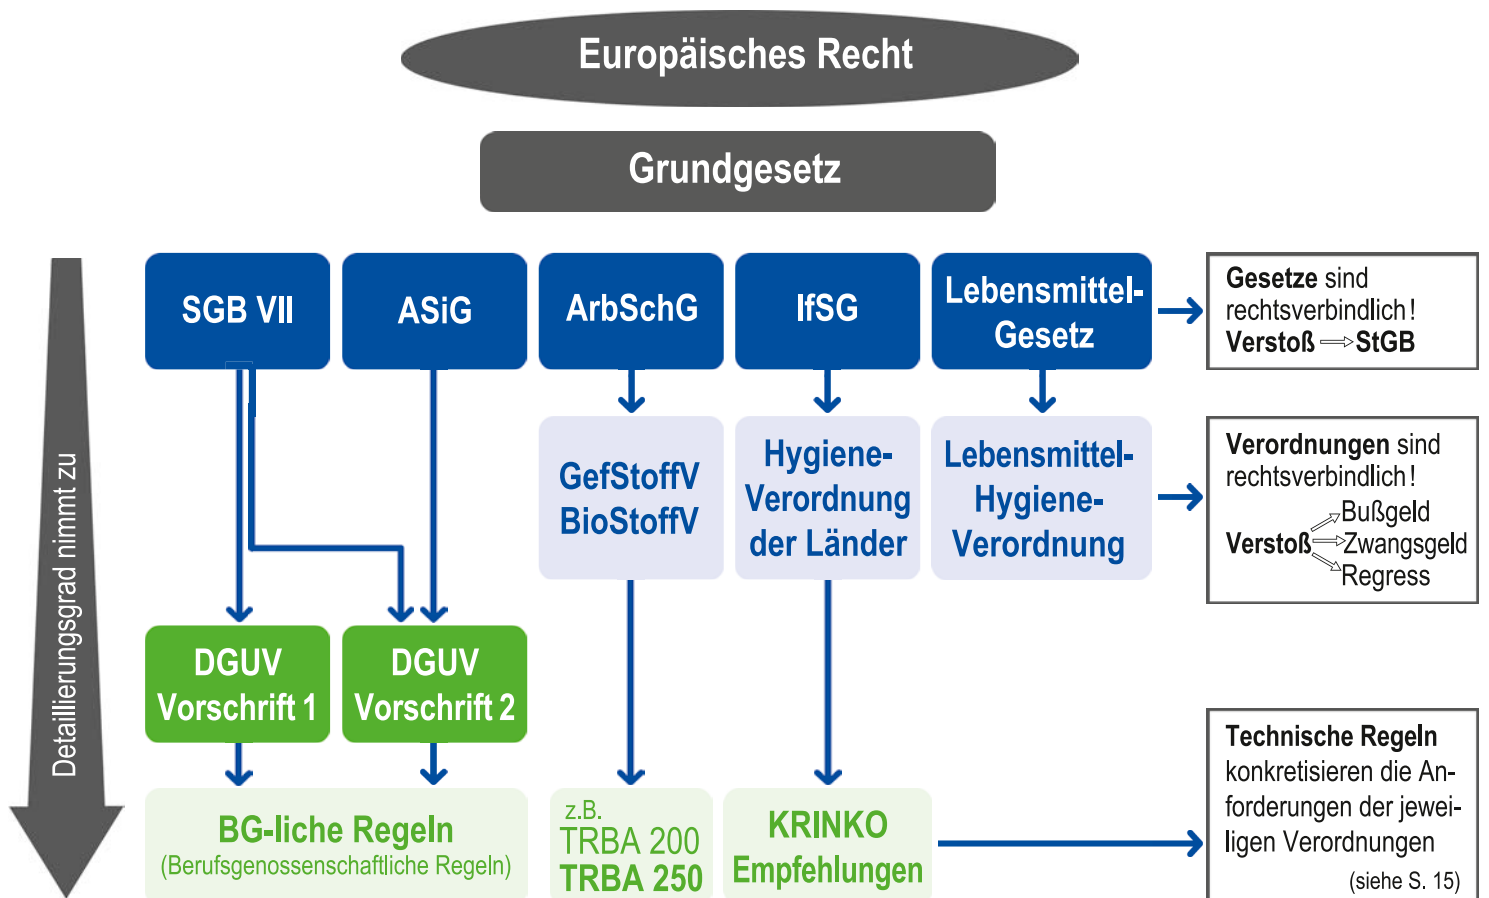 Europäisches Recht
Grundgesetz
Detaillierungsgrad nimmt zu
SGB VII
ASiG
ArbSchG
IfSG
Lebensmittel-
Gesetz
Gesetze sind
rechtsverbindlich!
Verstoß ⟹ StGB
GefStoffV
BioStoffV
Hygiene-
Verordnung
der Länder
Lebensmittel-
Hygiene-
Verordnung
Verordnungen sind
rechtsverbindlich!
Verstoß
Bußgeld
Zwangsgeld
Regress
DGUV
Vorschrift 1
DGUV
Vorschrift 2
BG-liche Regeln
(Berufsgenossenschaftliche Regeln)
z.B.
TRBA 200
TRBA 250
KRINKO
Empfehlungen
Technische Regeln
konkretisieren die An-
forderungen der jewei-
ligen Verordnungen
(siehe S. 15)